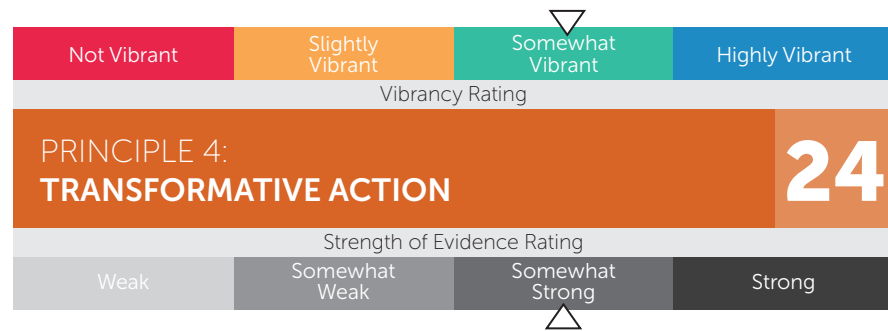 Not Vibrant
Slightly
Vibrant
Somewhat
Vibrant
Highly Vibrant
Vibrancy Rating
PRINCIPLE 4:
TRANSFORMATIVE ACTION
24
Strength of Evidence Rating
Weak
Somewhat
Weak
Somewhat
Strong
Strong